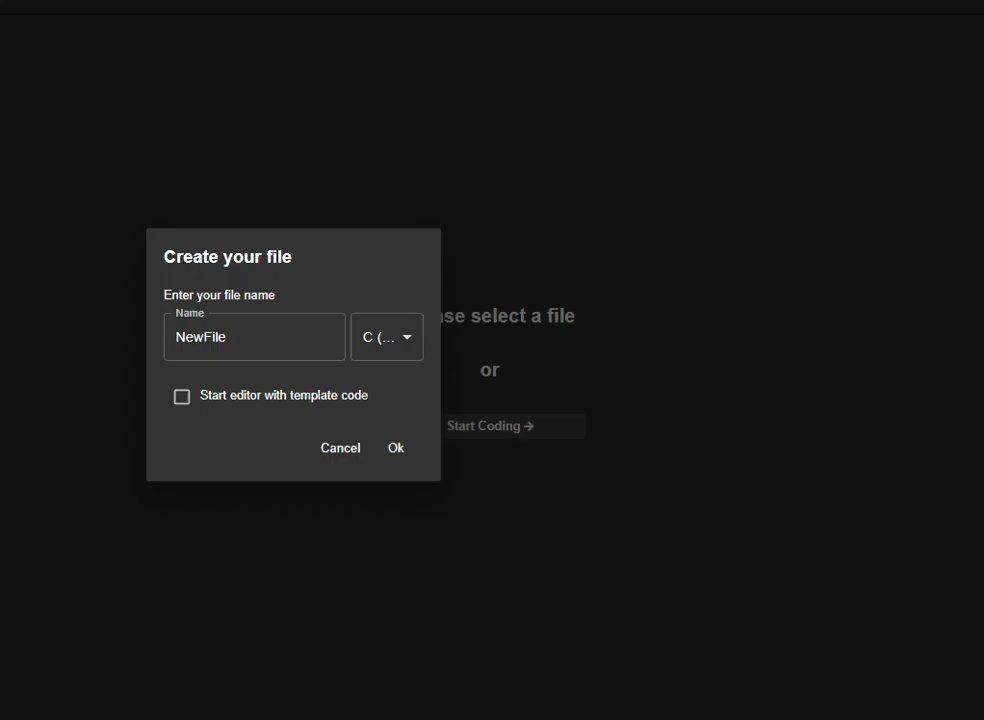 Create your file
Enter your file name
Name
NewFile
C (...
Start editor with template code
Cancel
Ok
select a file
or
Start Coding →